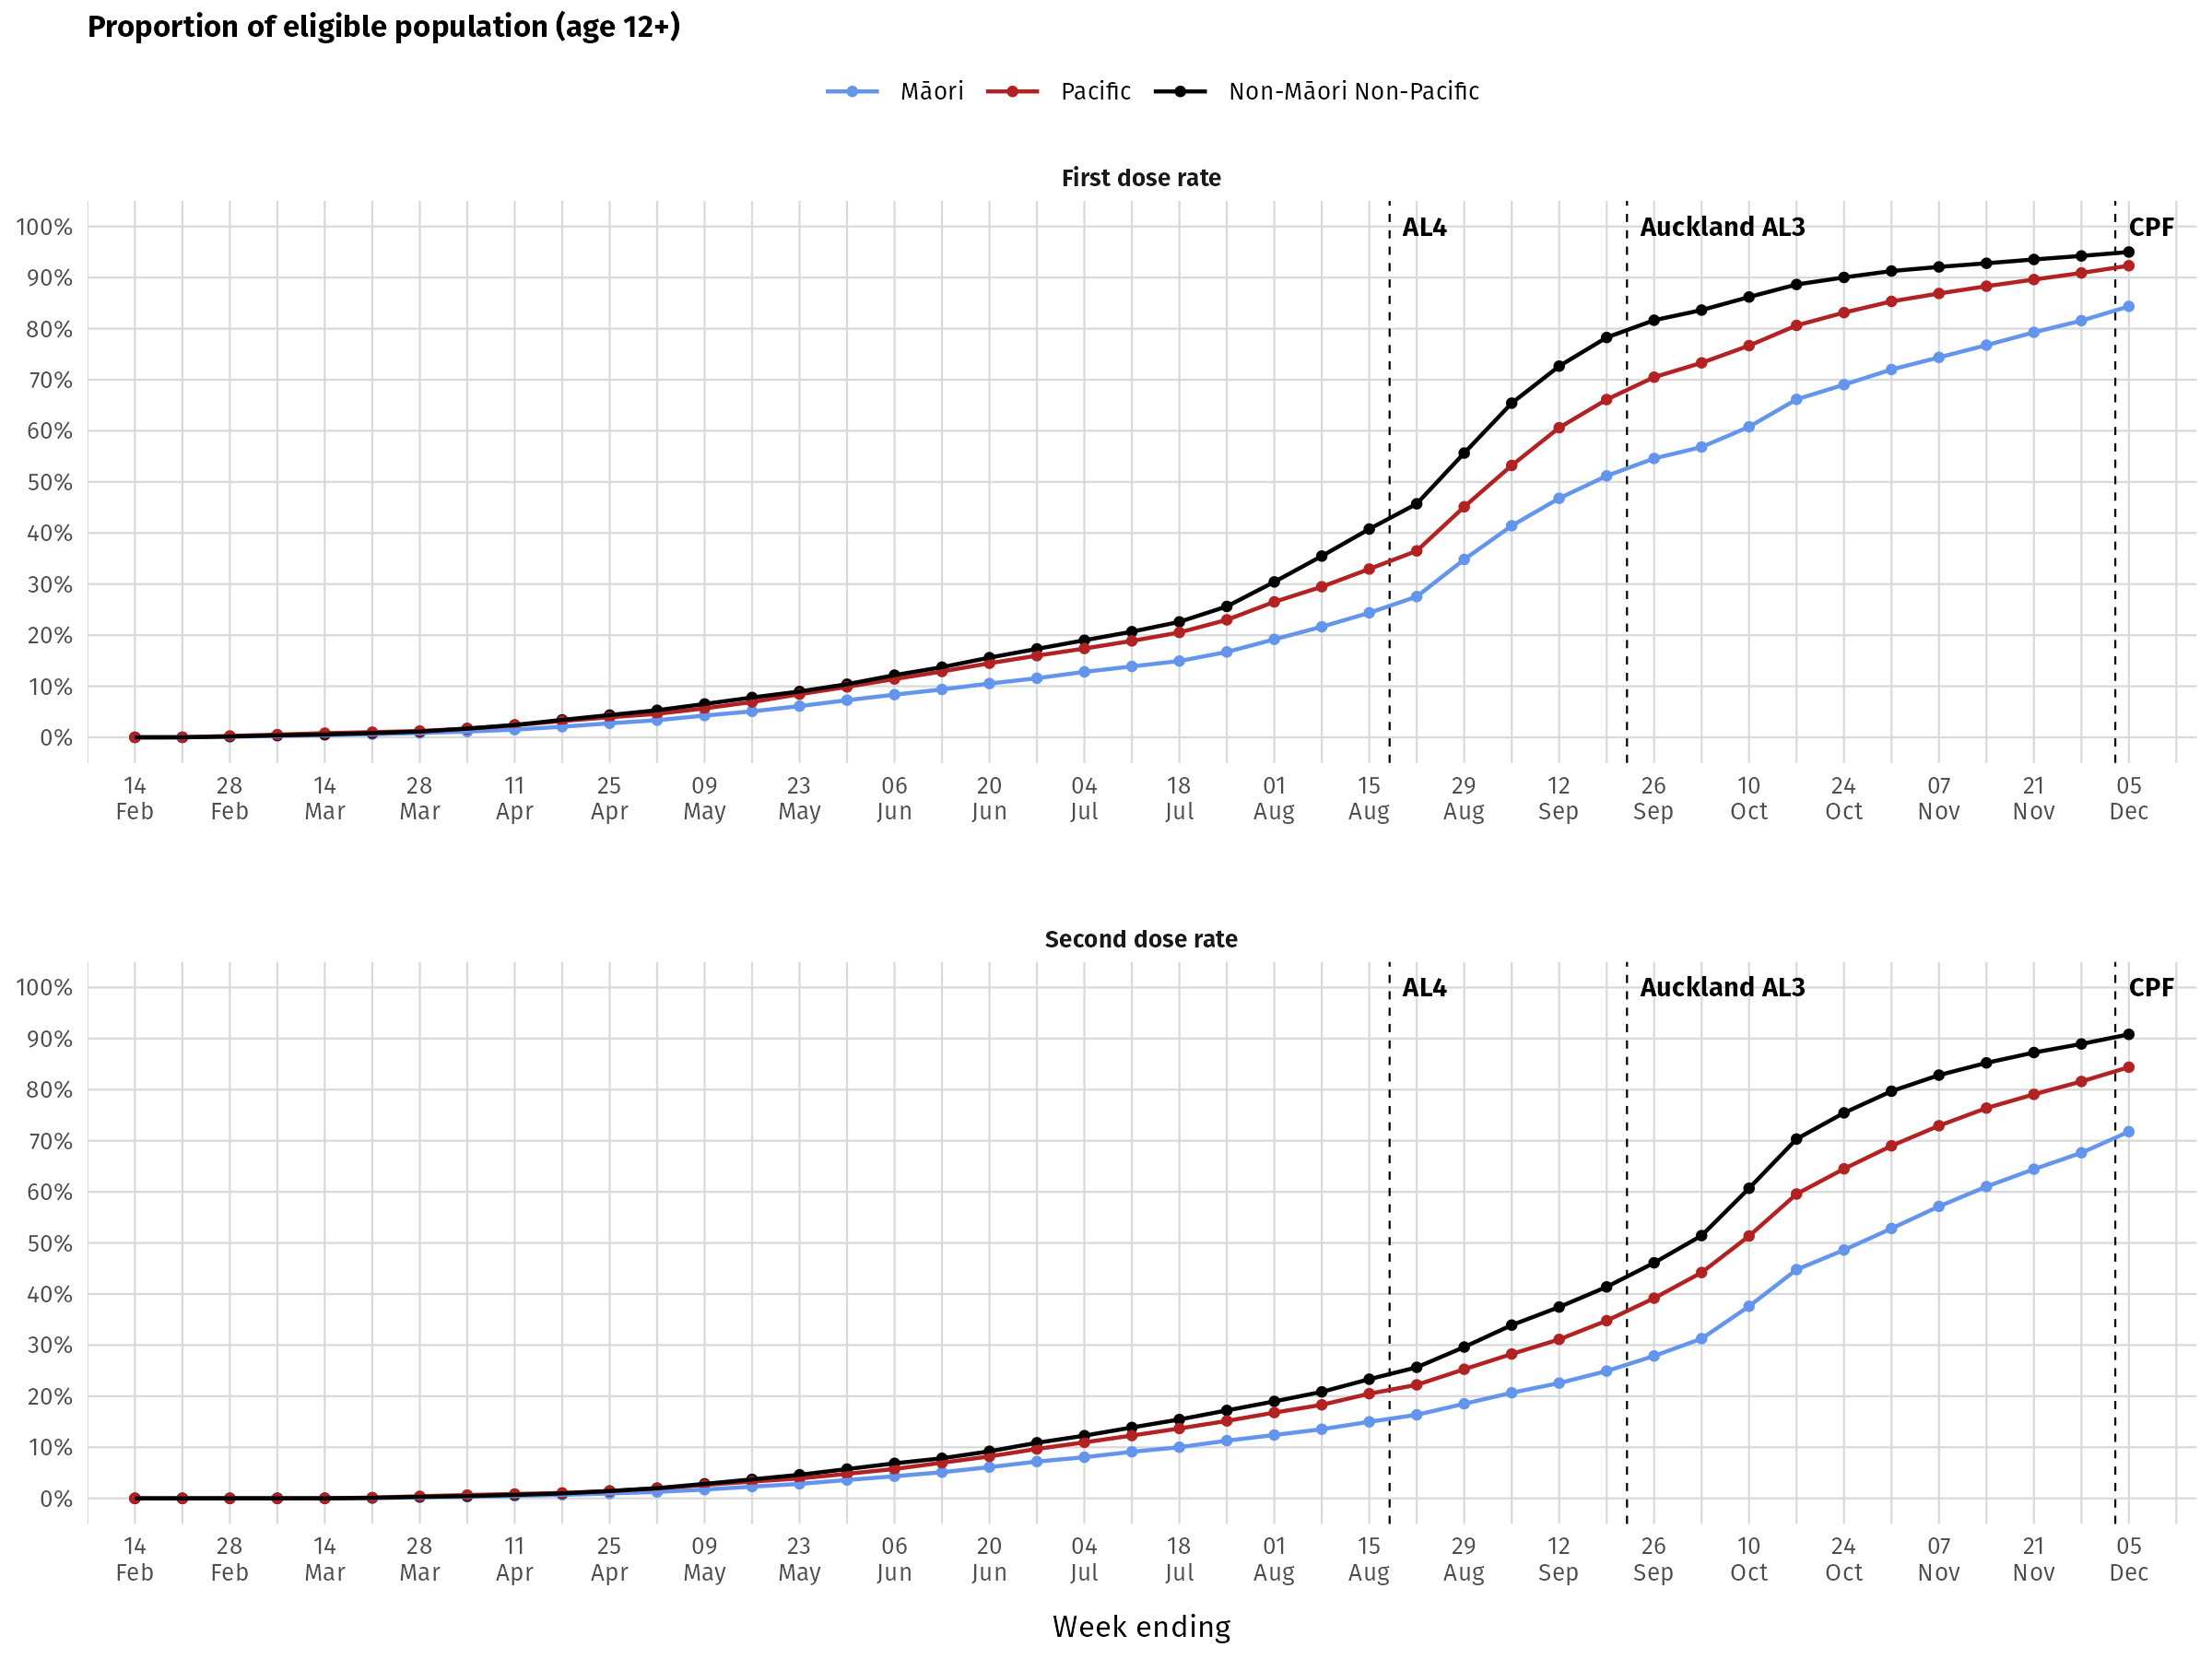 Proportion of eligible population (age 12+)
Māori Pacific Non-Māori Non-Pacific
First dose rate
AL4 Auckland AL3 CPF
100%
90%
80%
70%
60%
50%
40%
30%
20%
10%
0%
14 28 14 28 11 25 09 23 06 20 04 18 01 15 29 12 26 10 24 07 21 05
Feb Feb Mar Mar Apr Apr May May Jun Jun Jul Jul Aug Aug Aug Sep Sep Oct Oct Nov Nov Dec
Second dose rate
AL4 Auckland AL3 CPF
100%
90%
80%
70%
60%
50%
40%
30%
20%
10%
0%
14 28 14 28 11 25 09 23 06 20 04 18 01 15 29 12 26 10 24 07 21 05
Feb Feb Mar Mar Apr Apr May May Jun Jun Jul Jul Aug Aug Aug Sep Sep Oct Oct Nov Nov Dec
Week ending